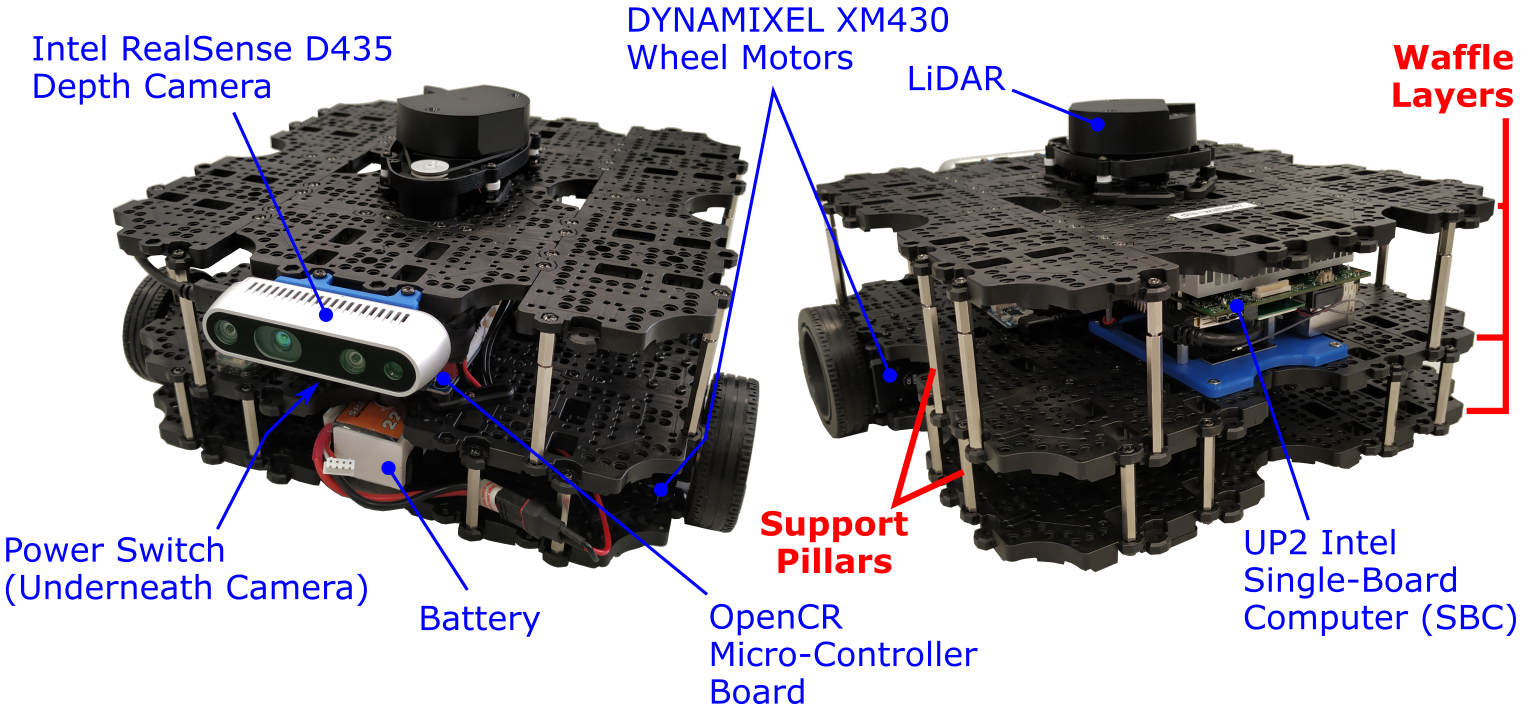 Intel RealSense D435
Depth Camera
DYNAMIXEL XM430
Wheel Motors
LiDAR
Waffle
Layers
Support
Pillars
Power Switch
(Underneath Camera)
Battery
OpenCR
Micro-Controller
Board
UP2 Intel
Single-Board
Computer (SBC)
22